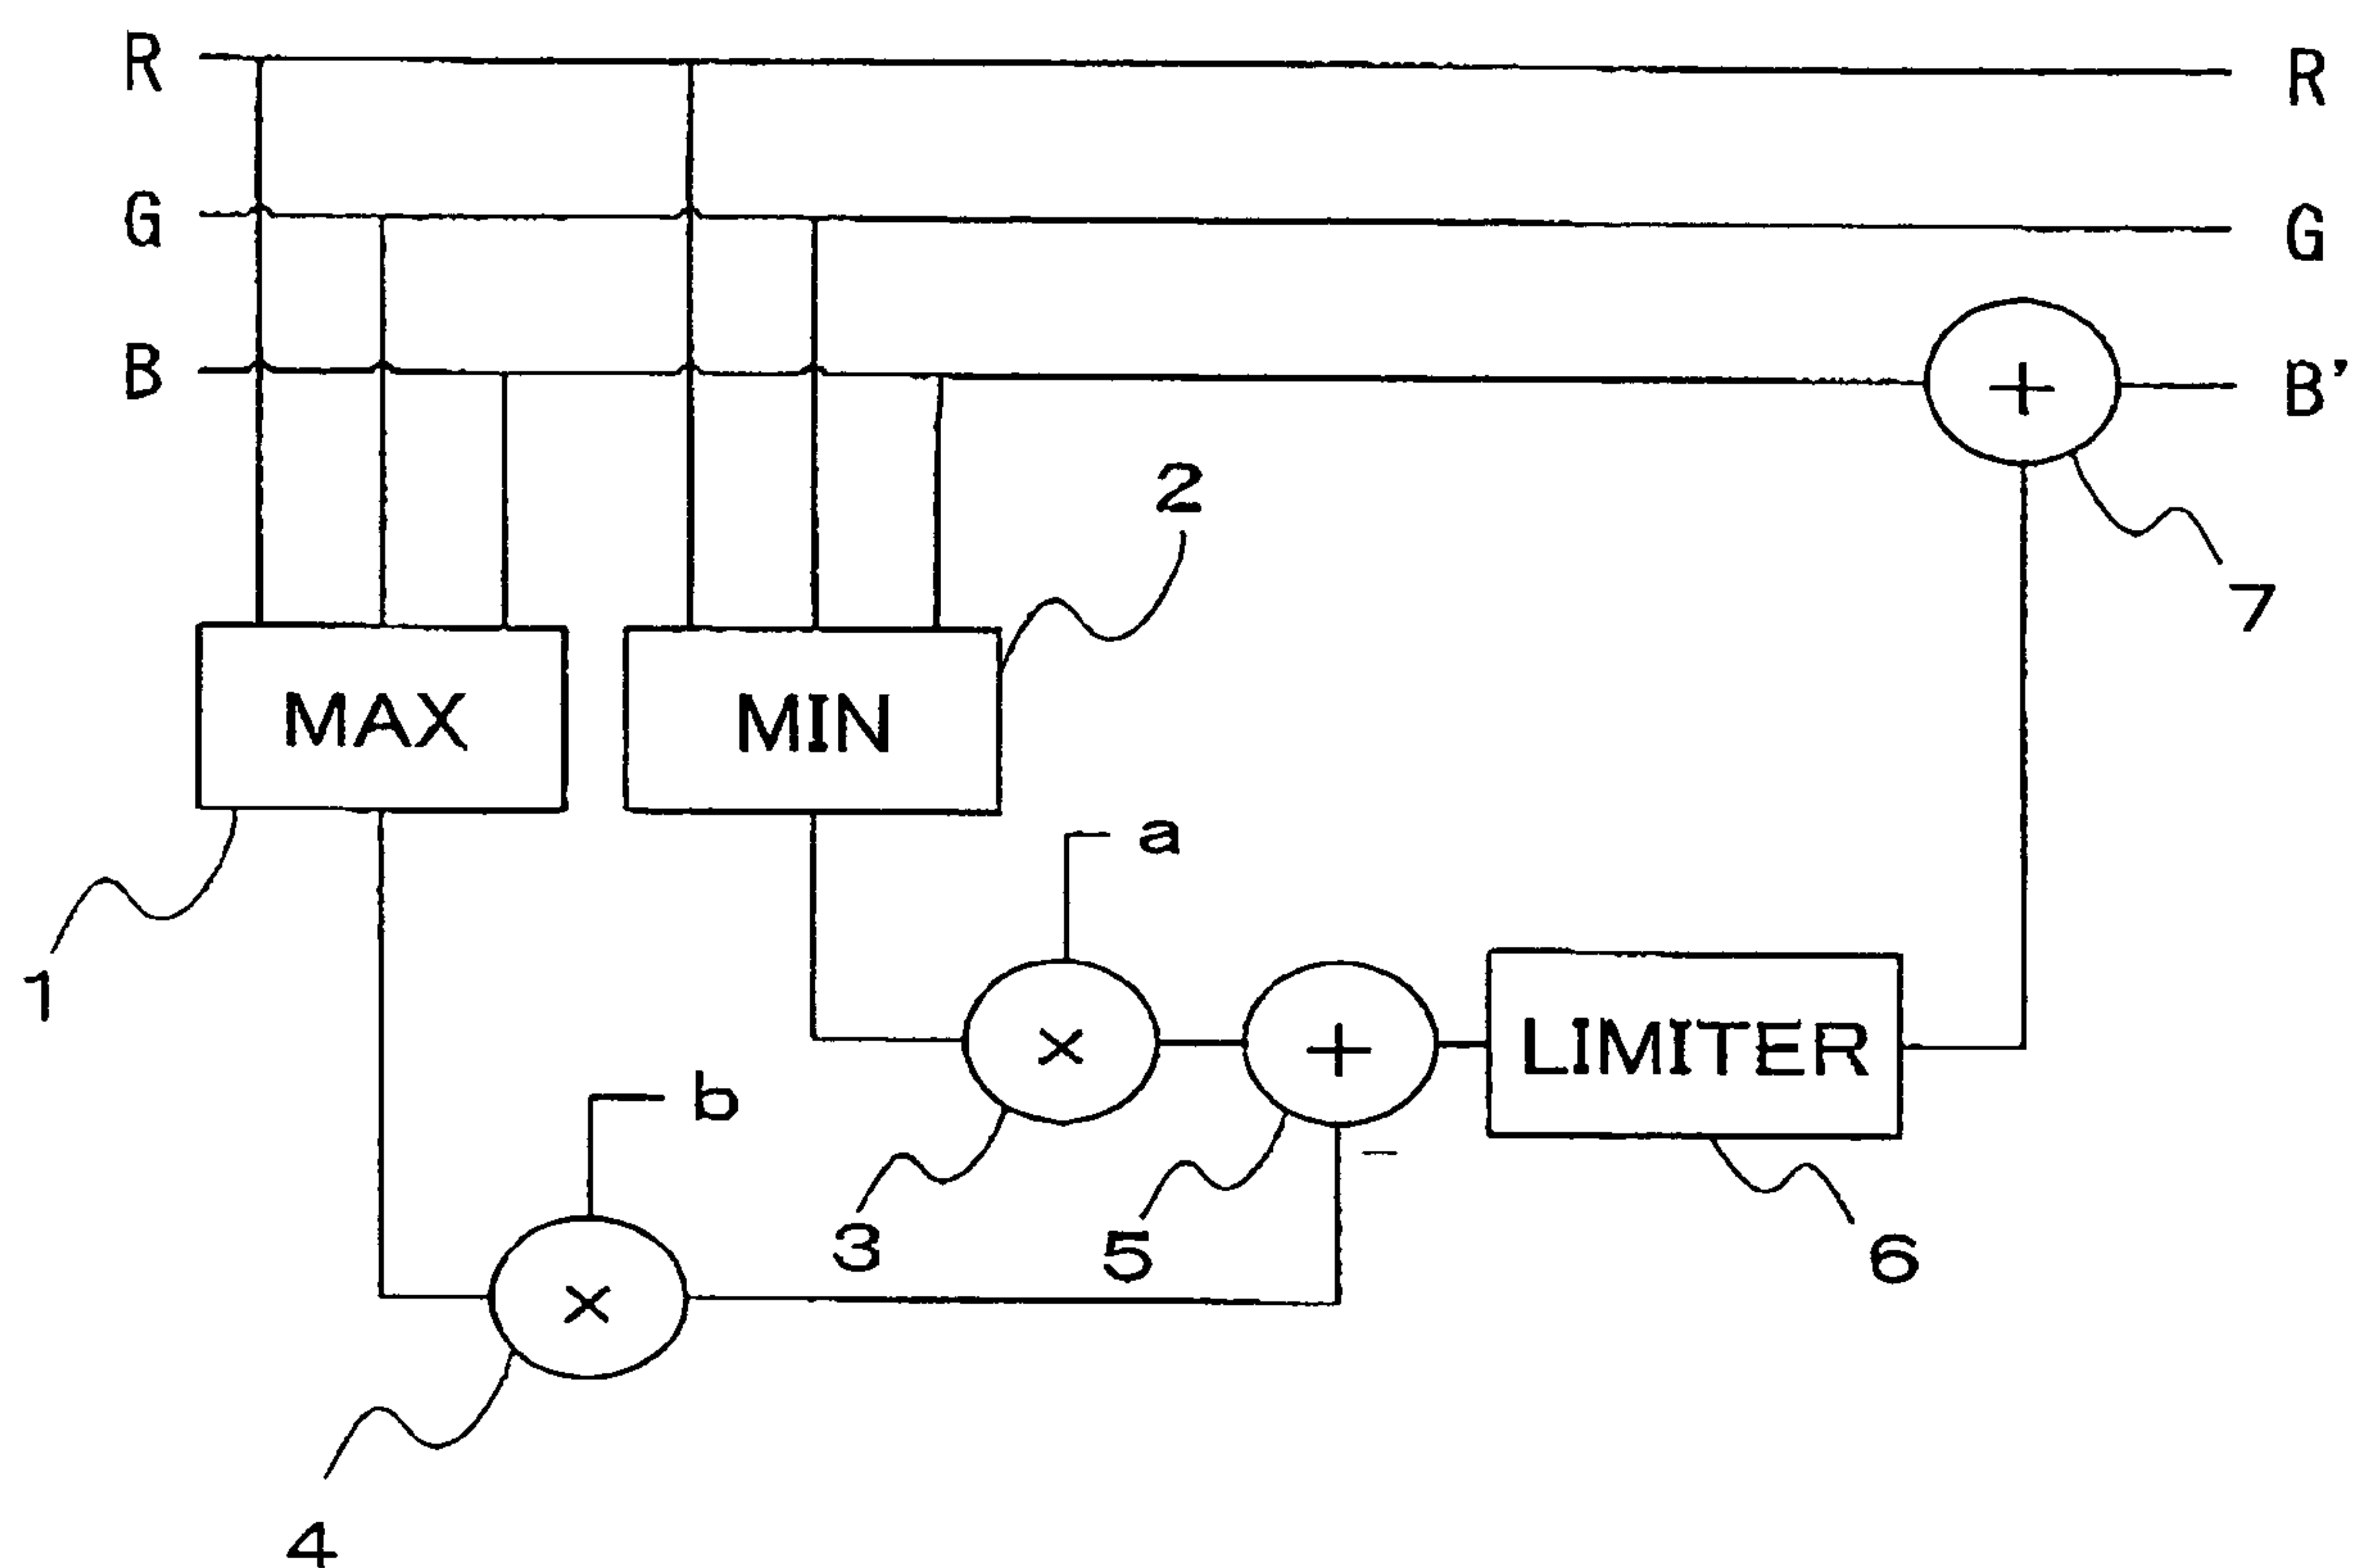 R R
G G
B + B’
2
7
MAX MIN
a
1
× + LIMITER
b
3 5 6
×
−
4